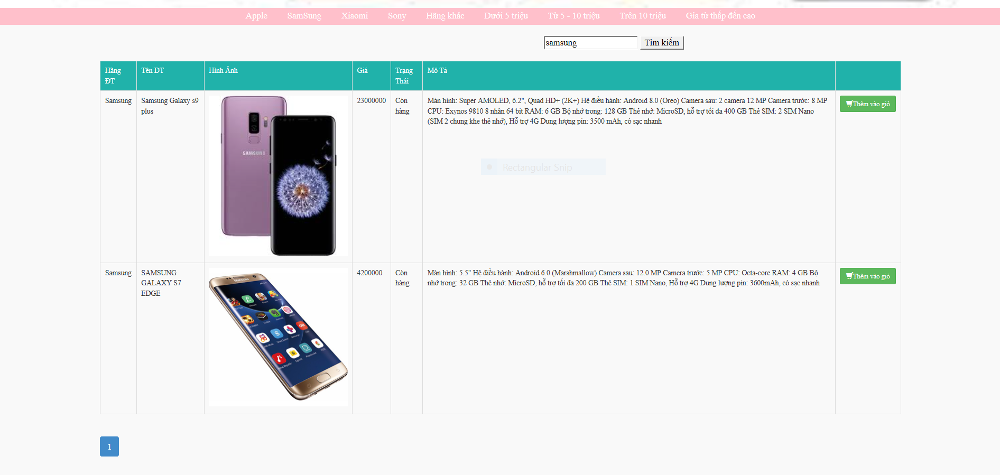 Apple SamSung Xiaomi Sony Hãng khác Dưới 5 triệu Từ 5 - 10 triệu Trên 10 triệu Gía từ thấp đến cao
samsung Tìm kiếm
Hãng ĐT Tên ĐT Hình Ảnh Giá Trạng Thái Mô Tả
Samsung
Samsung Galaxy s9
plus
SAMSUNG
23000000
Còn
hàng
Màn hình: Super AMOLED, 6.2", Quad HD+ (2K+) Hệ điều hành: Android 8.0 (Oreo) Camera sau: 2 camera 12 MP Camera trước: 8 MP
CPU: Exynos 9810 8 nhân 64 bit RAM: 6 GB Bộ nhớ trong: 128 GB Thẻ nhớ: MicroSD, hỗ trợ tối đa 400 GB Thẻ SIM: 2 SIM Nano
(SIM 2 chung khe thẻ nhớ), Hỗ trợ 4G Dung lượng pin: 3500 mAh, có sạc nhanh
Thêm vào giỏ
Rectangular Snip
Samsung
SAMSUNG
GALAXY S7
EDGE
4200000
Còn
hàng
Màn hình: 5.5" Hệ điều hành: Android 6.0 (Marshmallow) Camera sau: 12.0 MP Camera trước: 5 MP CPU: Octa-core RAM: 4 GB Bộ
nhớ trong: 32 GB Thẻ nhớ: MicroSD, hỗ trợ tối đa 200 GB Thẻ SIM: 1 SIM Nano, Hỗ trợ 4G Dung lượng pin: 3600mAh, có sạc nhanh
Thêm vào giỏ
1